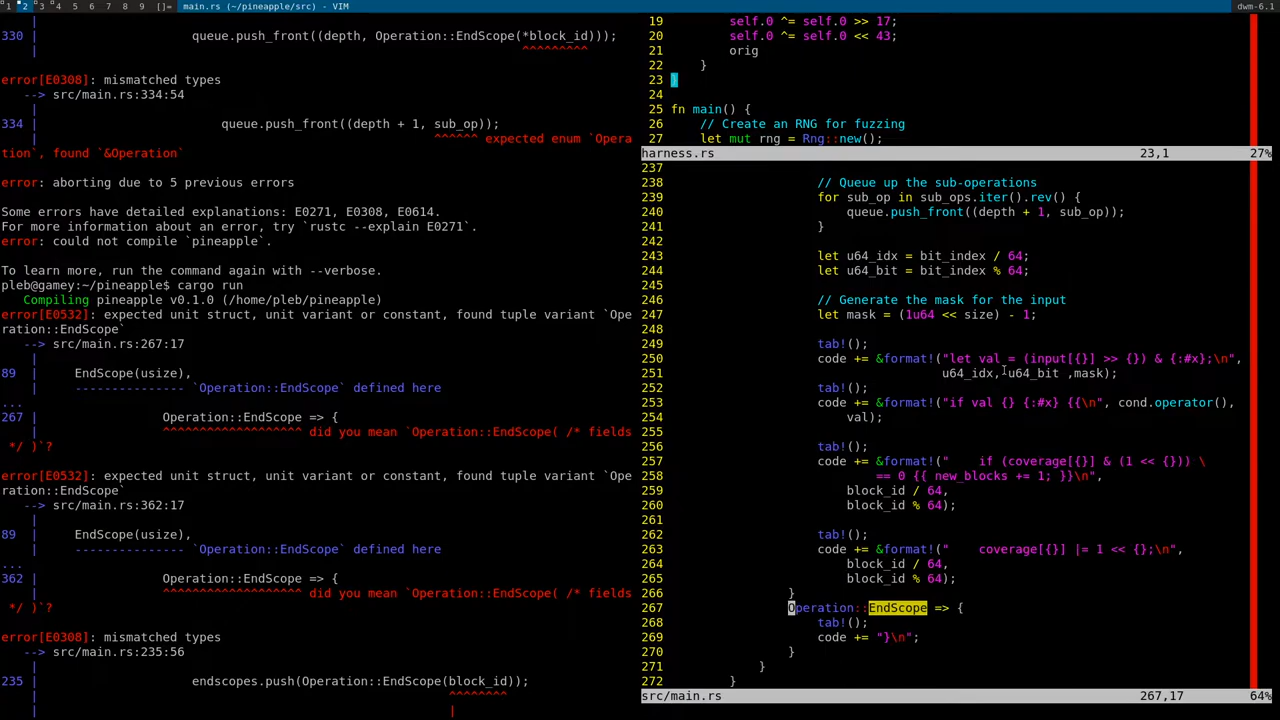 1 2 3 4 5 6 7 8 9 []= main.rs (~/pineapple/src) - VIM dwm-6.1
    |
330 |                     queue.push_front((depth, Operation::EndScope(*block_id)));
    |                                                                  ^^^^^^^^^
error[E0308]: mismatched types
   --> src/main.rs:334:54
    |
334 |                         queue.push_front((depth + 1, sub_op));
    |                                                      ^^^^^^ expected enum `Opera
tion`, found `&Operation`
error: aborting due to 5 previous errors
Some errors have detailed explanations: E0271, E0308, E0614.
For more information about an error, try `rustc --explain E0271`.
error: could not compile `pineapple`.
To learn more, run the command again with --verbose.
pleb@gamey:~/pineapple$ cargo run
   Compiling pineapple v0.1.0 (/home/pleb/pineapple)
error[E0532]: expected unit struct, unit variant or constant, found tuple variant `Ope
ration::EndScope`
   --> src/main.rs:267:17
    |
89  |     EndScope(usize),
    |     --------------- `Operation::EndScope` defined here
...
267 |                 Operation::EndScope => {
    |                 ^^^^^^^^^^^^^^^^^^^ did you mean `Operation::EndScope( /* fields
 */ )`?
error[E0532]: expected unit struct, unit variant or constant, found tuple variant `Ope
ration::EndScope`
   --> src/main.rs:362:17
    |
89  |     EndScope(usize),
    |     --------------- `Operation::EndScope` defined here
...
362 |                 Operation::EndScope => {
    |                 ^^^^^^^^^^^^^^^^^^^ did you mean `Operation::EndScope( /* fields
 */ )`?
error[E0308]: mismatched types
   --> src/main.rs:235:56
    |
235 |                     endscopes.push(Operation::EndScope(block_id));
    |                                                        ^^^^^^^^
    |                                                        |
19         self.0 ^= self.0 >> 17;
20         self.0 ^= self.0 << 43;
21         orig
22     }
23 }
24
25 fn main() {
26     // Create an RNG for fuzzing
27     let mut rng = Rng::new();
harness.rs 23,1 27%
237
238                     // Queue up the sub-operations
239                     for sub_op in sub_ops.iter().rev() {
240                         queue.push_front((depth + 1, sub_op));
241                     }
242
243                     let u64_idx = bit_index / 64;
244                     let u64_bit = bit_index % 64;
245
246                     // Generate the mask for the input
247                     let mask = (1u64 << size) - 1;
248
249                     tab!();
250                     code += &format!("let val = (input[{}] >> {}) & {:#x};\n",
251                                      u64_idx, u64_bit ,mask);
252                     tab!();
253                     code += &format!("if val {} {:#x} {{\n", cond.operator(),
254                         val);
255
256                     tab!();
257                     code += &format!("    if (coverage[{}] & (1 << {})) \
258                             == 0 {{ new_blocks += 1; }}\n",
259                         block_id / 64,
260                         block_id % 64);
261
262                     tab!();
263                     code += &format!("    coverage[{}] |= 1 << {};\n",
264                         block_id / 64,
265                         block_id % 64);
266                 }
267                 Operation::EndScope => {
268                     tab!();
269                     code += "}\n";
270                 }
271             }
272         }
src/main.rs 267,17 64%